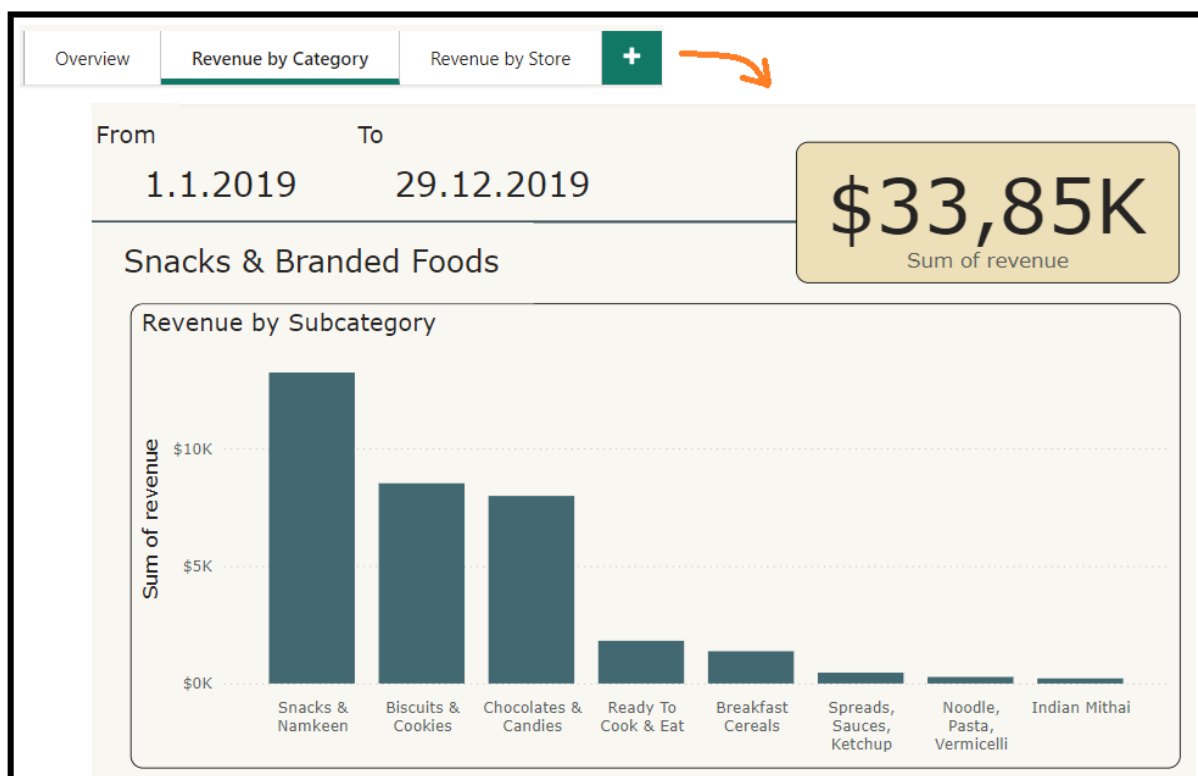 Overview Revenue by Category Revenue by Store +
From To
1.1.2019 29.12.2019
$33,85K
Sum of revenue
Snacks & Branded Foods
Revenue by Subcategory
Sum of revenue
$10K
$5K
$0K
Snacks &
Namkeen
Biscuits &
Cookies
Chocolates &
Candies
Ready To
Cook & Eat
Breakfast
Cereals
Spreads,
Sauces,
Ketchup
Noodle,
Pasta,
Vermicelli
Indian Mithai